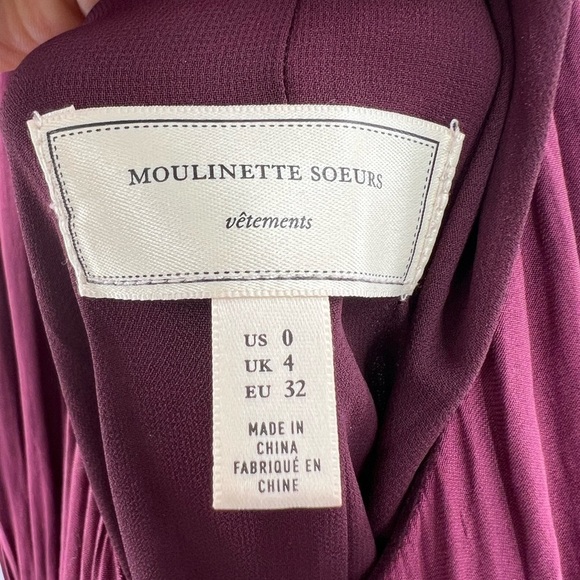 MOULINETTE SOEURS
vêtements
US 0
UK 4
EU 32
MADE IN
CHINA
FABRIQUÉ EN
CHINE